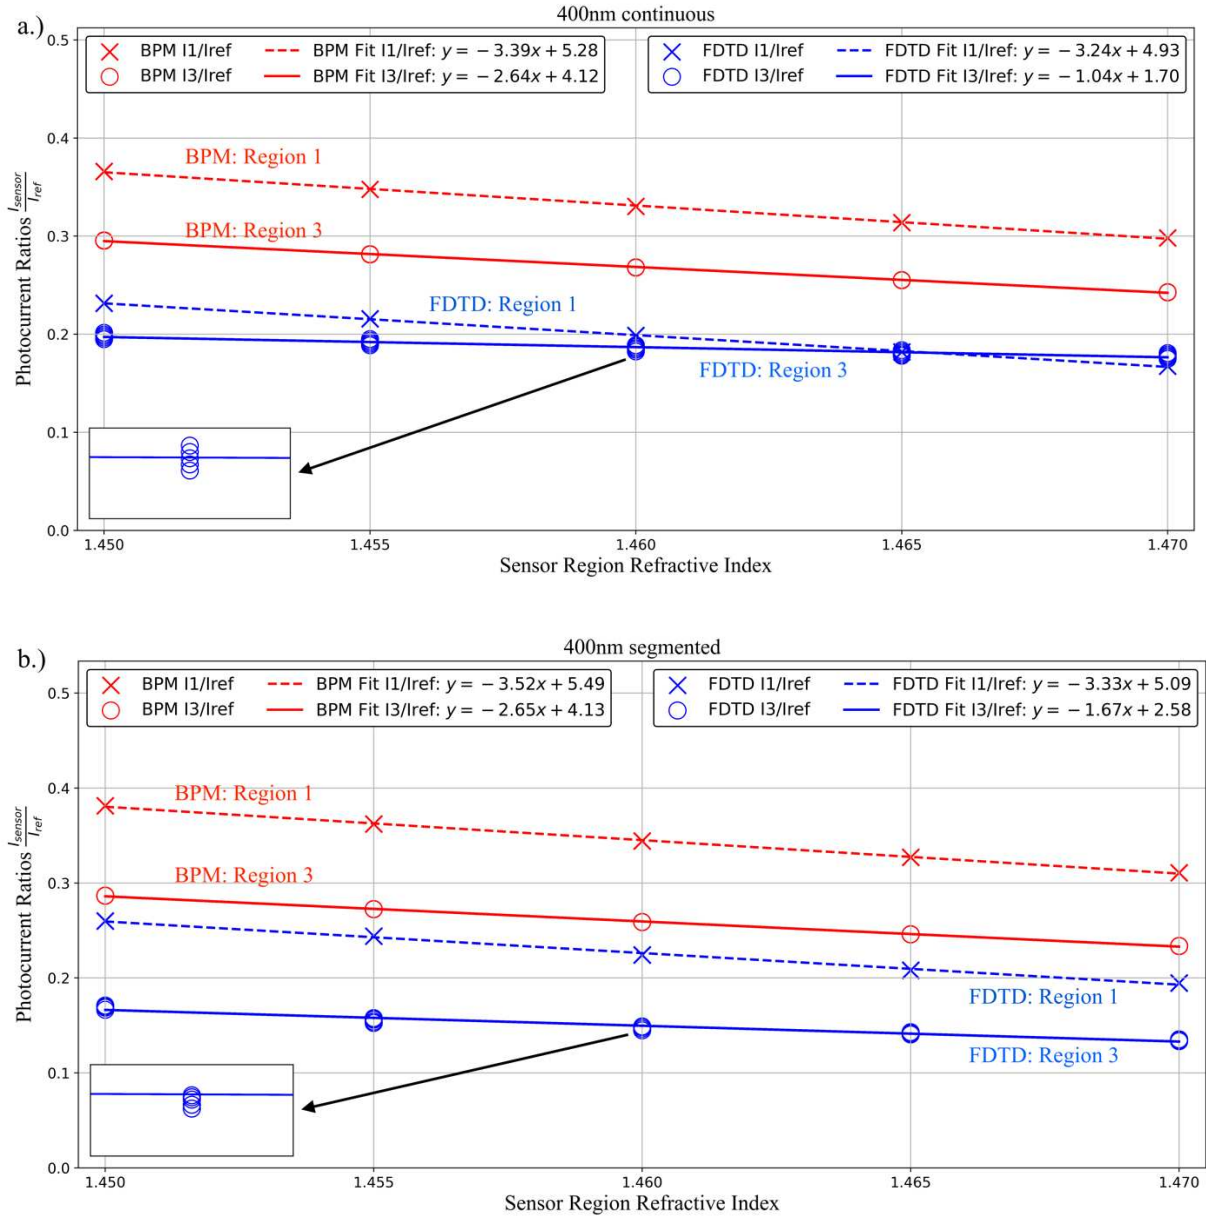 a.)
400nm continuous
BPM I1/Iref BPM Fit I1/Iref: y = −3.39x + 5.28
BPM I3/Iref BPM Fit I3/Iref: y = −2.64x + 4.12
FDTD I1/Iref FDTD Fit I1/Iref: y = −3.24x + 4.93
FDTD I3/Iref FDTD Fit I3/Iref: y = −1.04x + 1.70
0.5
0.4
0.3
0.2
0.1
0.0
Photocurrent Ratios I_sensor/I_ref
BPM: Region 1
BPM: Region 3
FDTD: Region 1
FDTD: Region 3
1.450 1.455 1.460 1.465 1.470
Sensor Region Refractive Index
b.)
400nm segmented
BPM I1/Iref BPM Fit I1/Iref: y = −3.52x + 5.49
BPM I3/Iref BPM Fit I3/Iref: y = −2.65x + 4.13
FDTD I1/Iref FDTD Fit I1/Iref: y = −3.33x + 5.09
FDTD I3/Iref FDTD Fit I3/Iref: y = −1.67x + 2.58
0.5
0.4
0.3
0.2
0.1
0.0
Photocurrent Ratios I_sensor/I_ref
BPM: Region 1
BPM: Region 3
FDTD: Region 1
FDTD: Region 3
1.450 1.455 1.460 1.465 1.470
Sensor Region Refractive Index